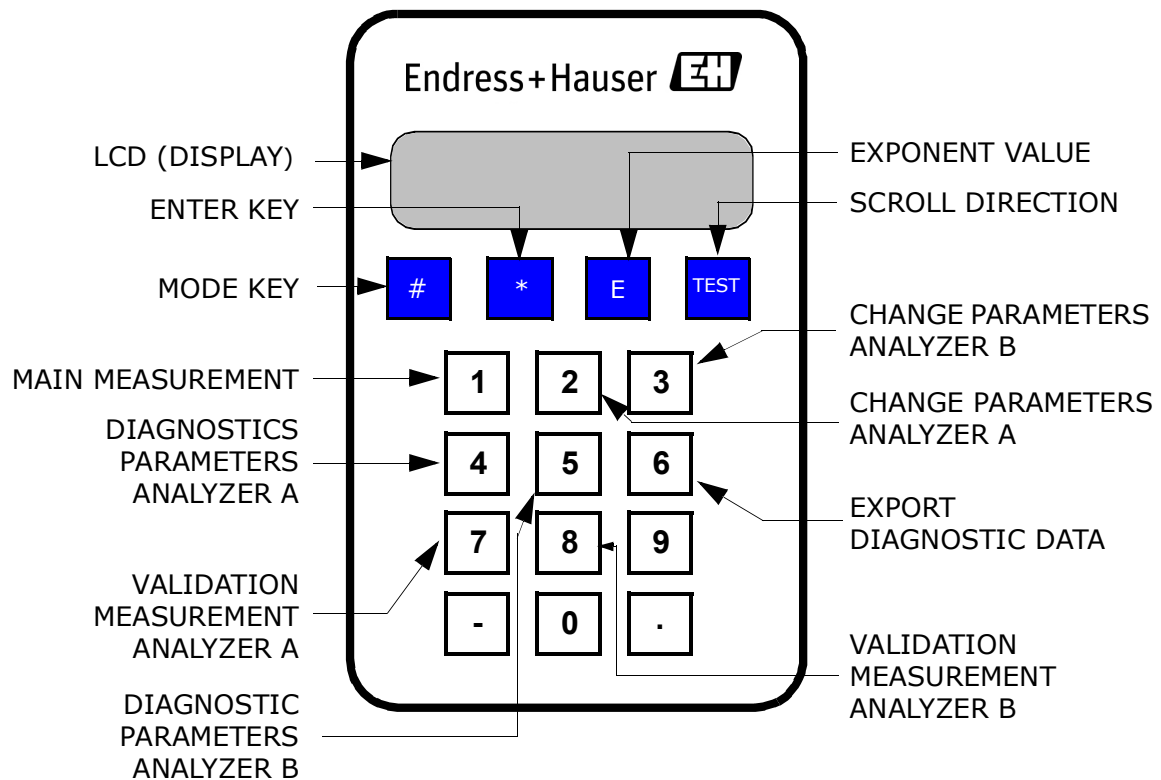 Endress+Hauser EH
LCD (DISPLAY)
ENTER KEY
MODE KEY
MAIN MEASUREMENT
DIAGNOSTICS
PARAMETERS
ANALYZER A
VALIDATION
MEASUREMENT
ANALYZER A
DIAGNOSTIC
PARAMETERS
ANALYZER B
# * E TEST
1 2 3
4 5 6
7 8 9
- 0 .
EXPONENT VALUE
SCROLL DIRECTION
CHANGE PARAMETERS
ANALYZER B
CHANGE PARAMETERS
ANALYZER A
EXPORT
DIAGNOSTIC DATA
VALIDATION
MEASUREMENT
ANALYZER B